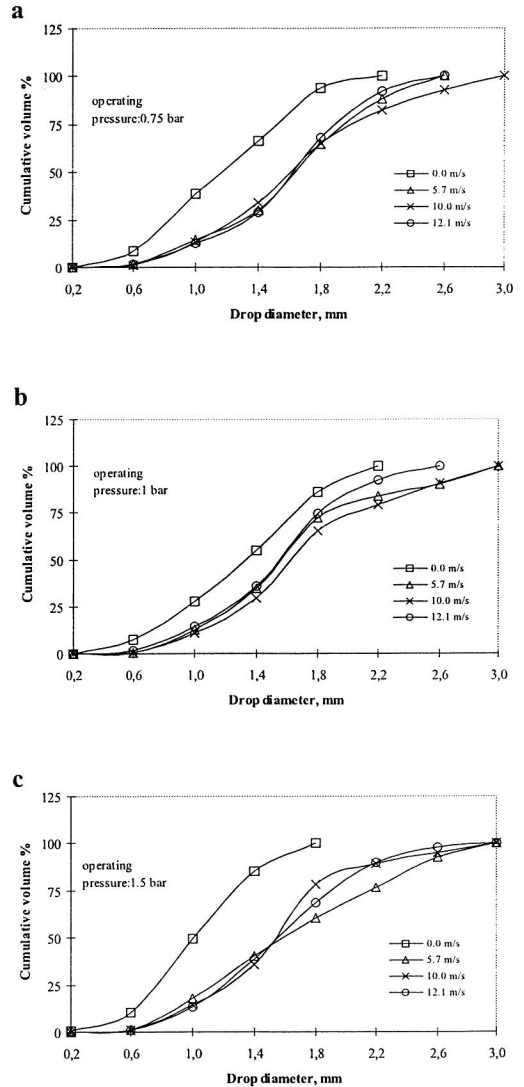 a
125
100
75
50
25
0
Cumulative volume %
operating
pressure:0.75 bar
0.0 m/s
5.7 m/s
10.0 m/s
12.1 m/s
0,2 0,6 1,0 1,4 1,8 2,2 2,6 3,0
Drop diameter, mm
b
125
100
75
50
25
0
Cumulative volume %
operating
pressure:1 bar
0.0 m/s
5.7 m/s
10.0 m/s
12.1 m/s
0,2 0,6 1,0 1,4 1,8 2,2 2,6 3,0
Drop diameter, mm
c
125
100
75
50
25
0
Cumulative volume %
operating
pressure:1.5 bar
0.0 m/s
5.7 m/s
10.0 m/s
12.1 m/s
0,2 0,6 1,0 1,4 1,8 2,2 2,6 3,0
Drop diameter, mm